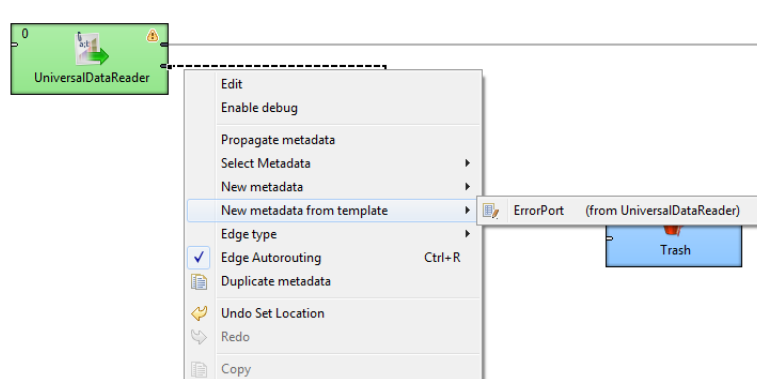 0
a;b
UniversalDataReader
Edit
Enable debug
Propagate metadata
Select Metadata
New metadata
New metadata from template
ErrorPort (from UniversalDataReader)
Edge type
Trash
Edge Autorouting Ctrl+R
Duplicate metadata
Undo Set Location
Redo
Copy